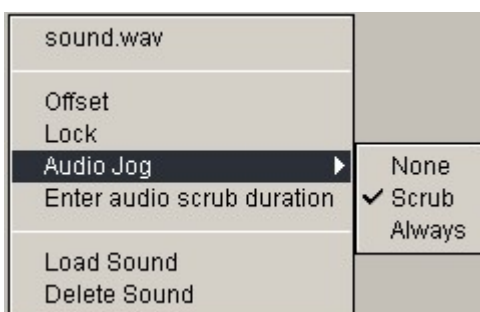 sound.wav
Offset
Lock
Audio Jog
Enter audio scrub duration
Load Sound
Delete Sound
None
Scrub
Always